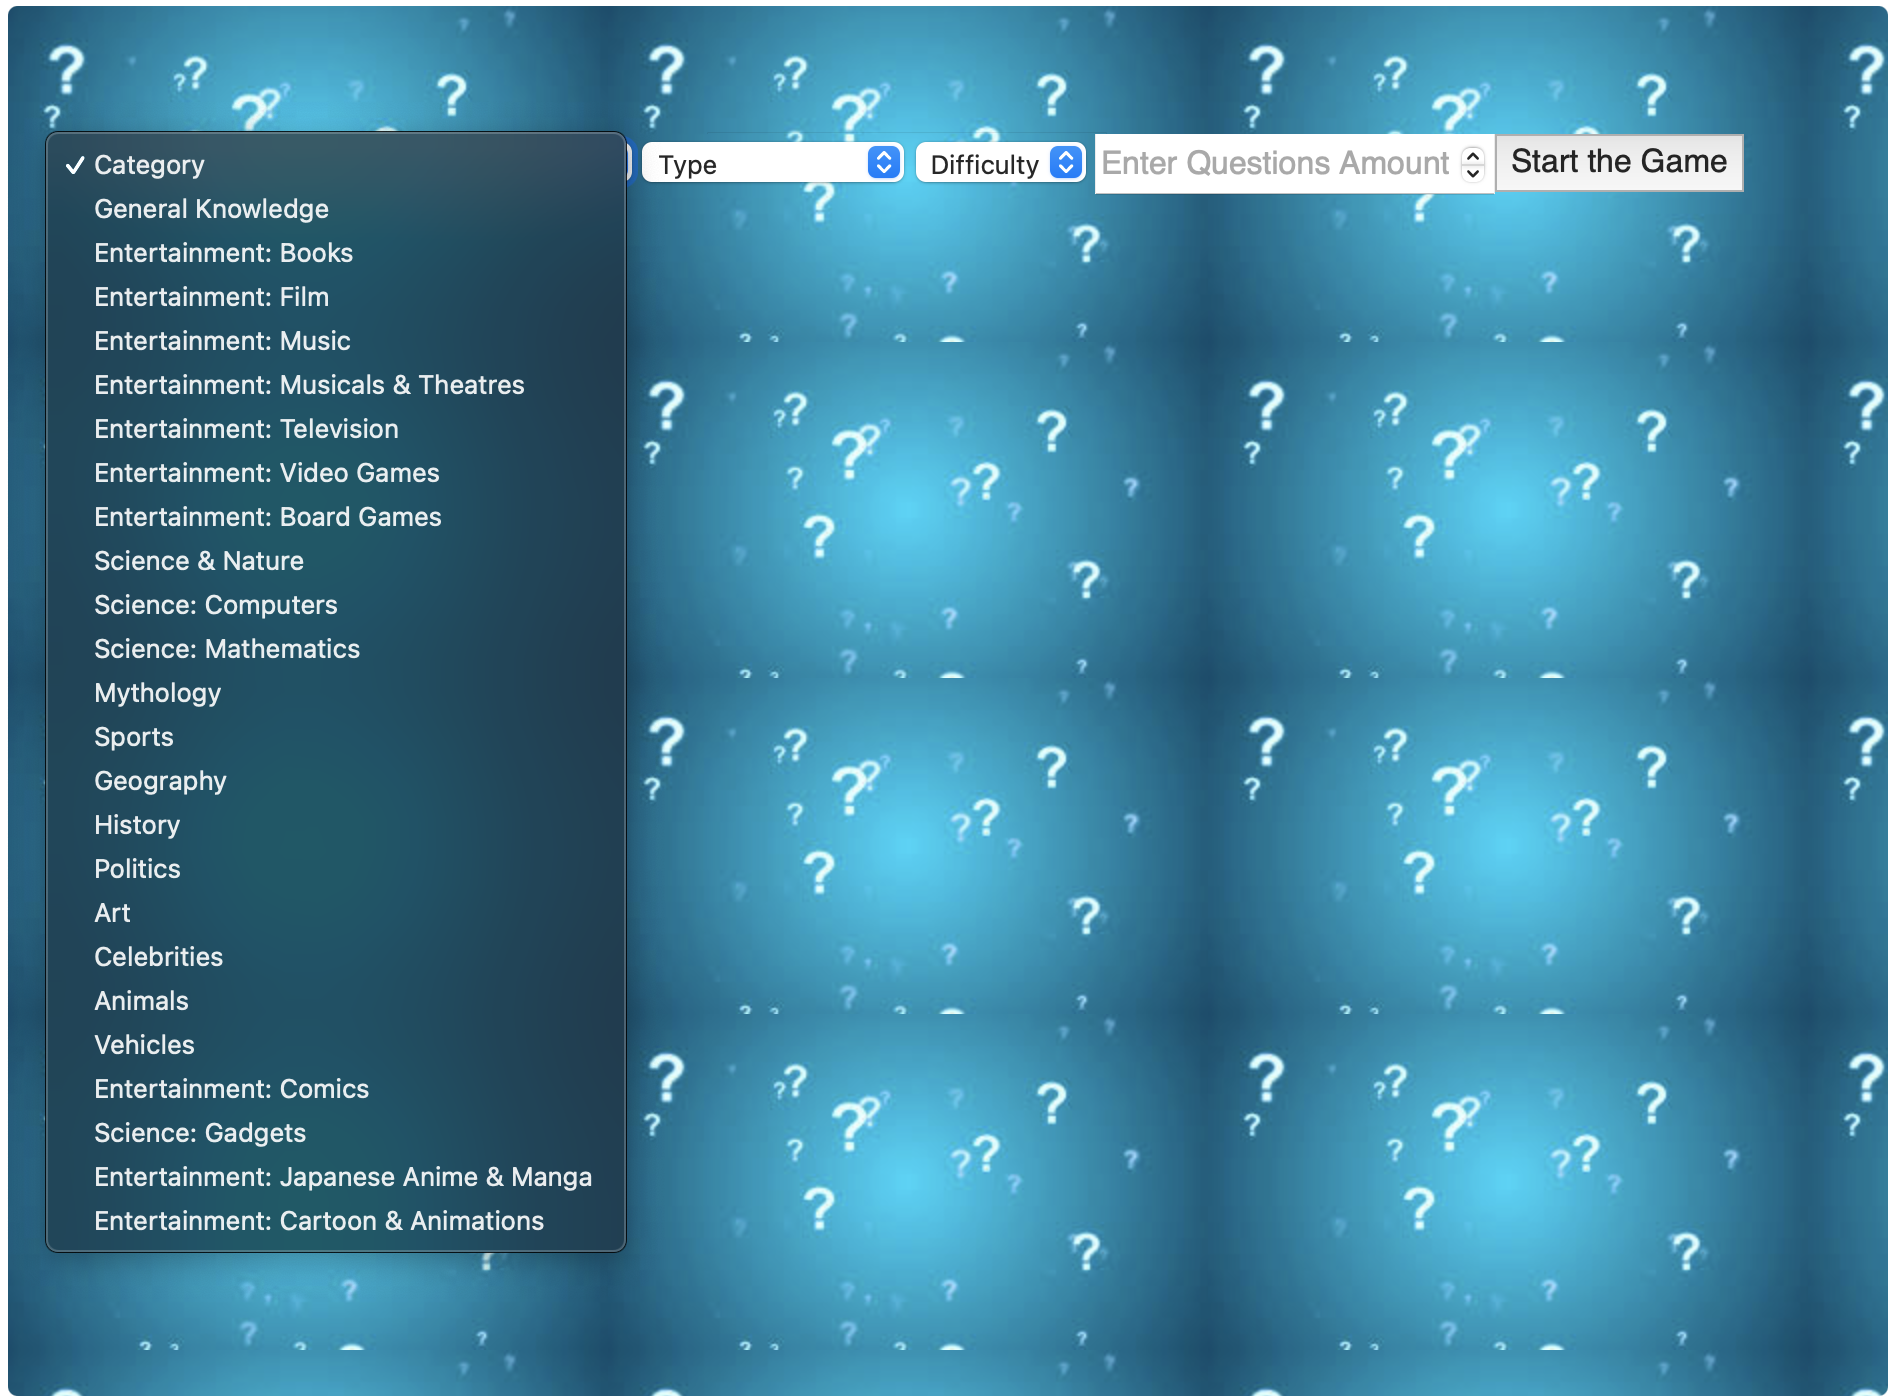 ✓ Category
General Knowledge
Entertainment: Books
Entertainment: Film
Entertainment: Music
Entertainment: Musicals & Theatres
Entertainment: Television
Entertainment: Video Games
Entertainment: Board Games
Science & Nature
Science: Computers
Science: Mathematics
Mythology
Sports
Geography
History
Politics
Art
Celebrities
Animals
Vehicles
Entertainment: Comics
Science: Gadgets
Entertainment: Japanese Anime & Manga
Entertainment: Cartoon & Animations
Type
Difficulty
Enter Questions Amount
Start the Game